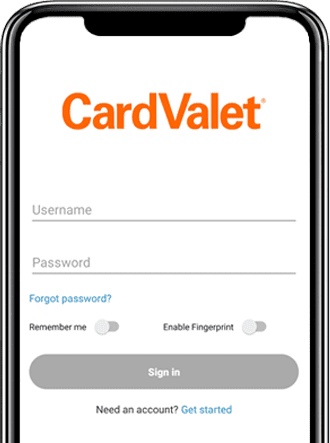 CardValet®
Username
Password
Forgot password?
Remember me Enable Fingerprint
Sign in
Need an account? Get started